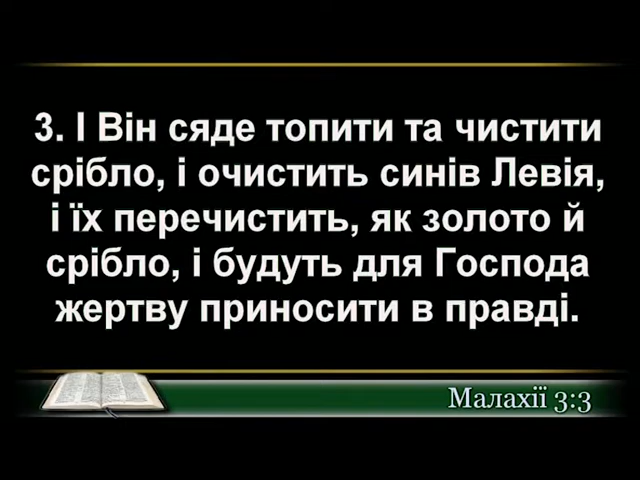 3. І Він сяде топити та чистити
срібло, і очистить синів Левія,
і їх перечистить, як золото й
срібло, і будуть для Господа
жертву приносити в правді.
Малахії 3:3